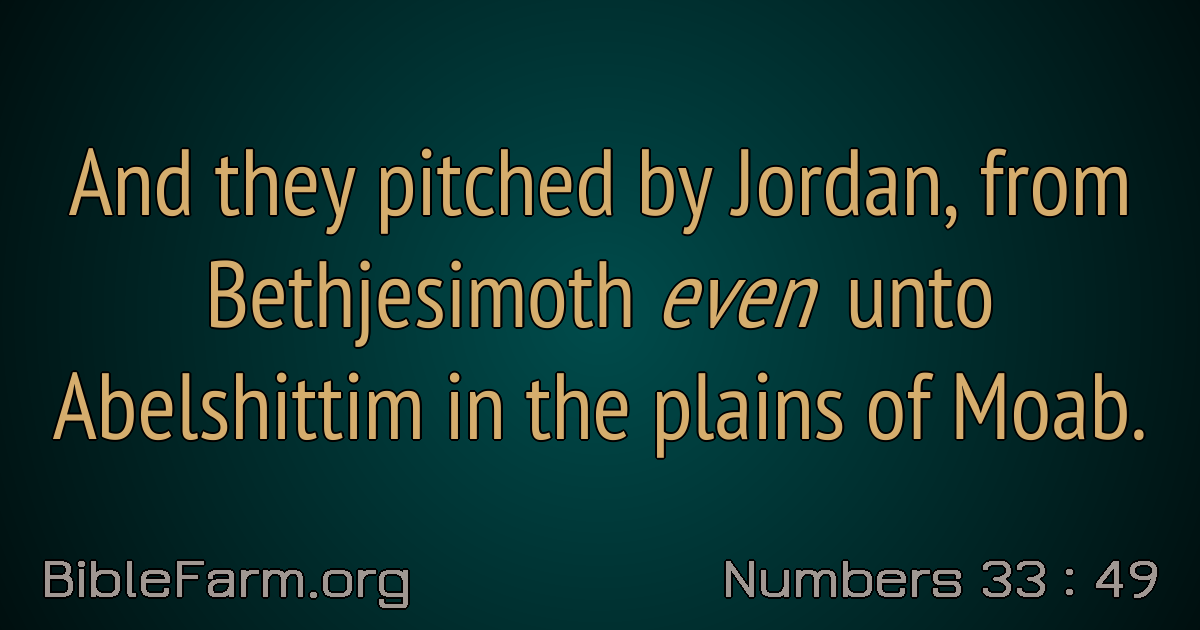 And they pitched by Jordan, from
Bethjesimoth even unto
Abelshittim in the plains of Moab.
BibleFarm.org
Numbers 33 : 49